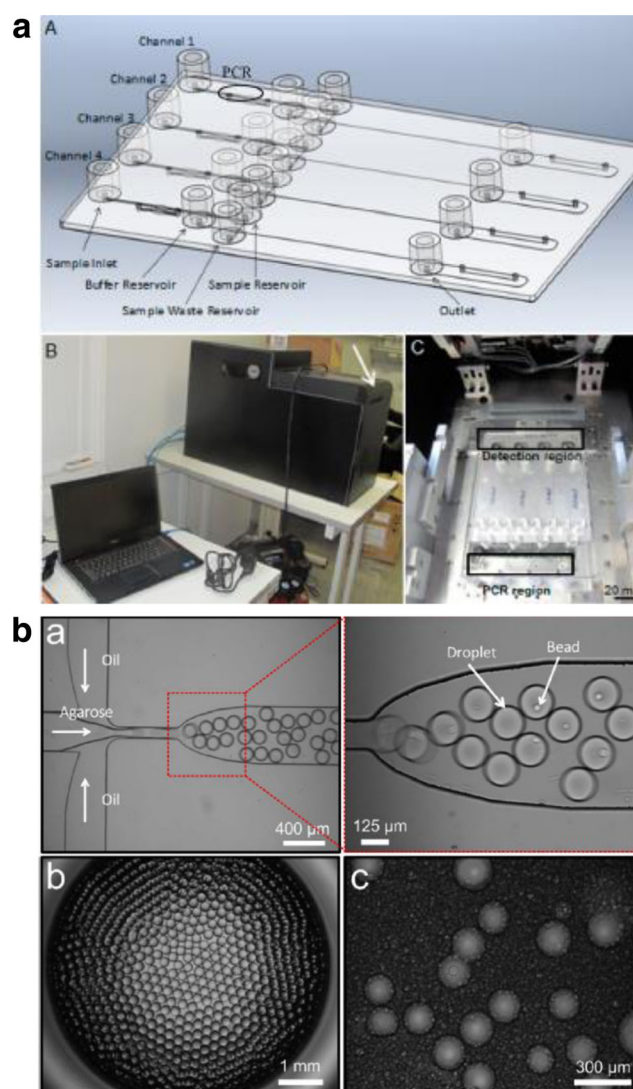 a
A
Channel 1
PCR
Channel 2
Channel 3
Channel 4
Sample Inlet
Buffer Reservoir
Sample Reservoir
Sample Waste Reservoir
Outlet
B
C
Detection region
PCR region
20 m
b
a
Oil
Agarose
Oil
400 µm
Droplet
Bead
125 µm
b
1 mm
c
300 µm